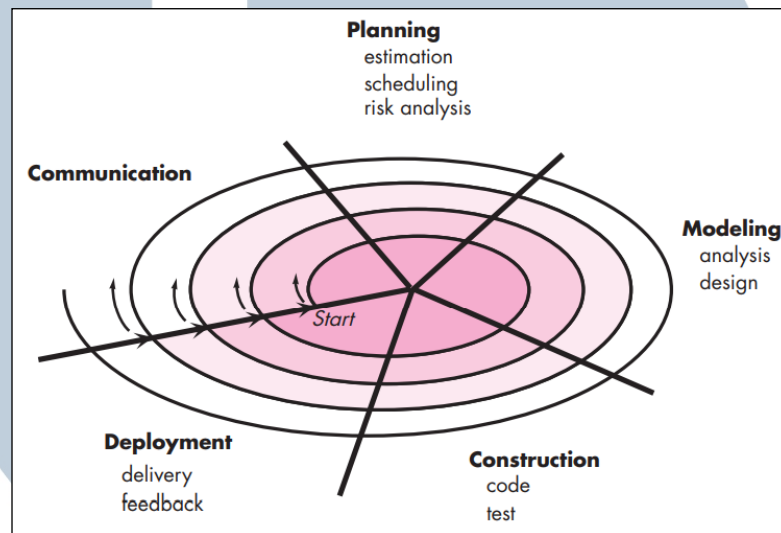 Planning
estimation
scheduling
risk analysis
Communication
Modeling
analysis
design
Start
Deployment
delivery
feedback
Construction
code
test